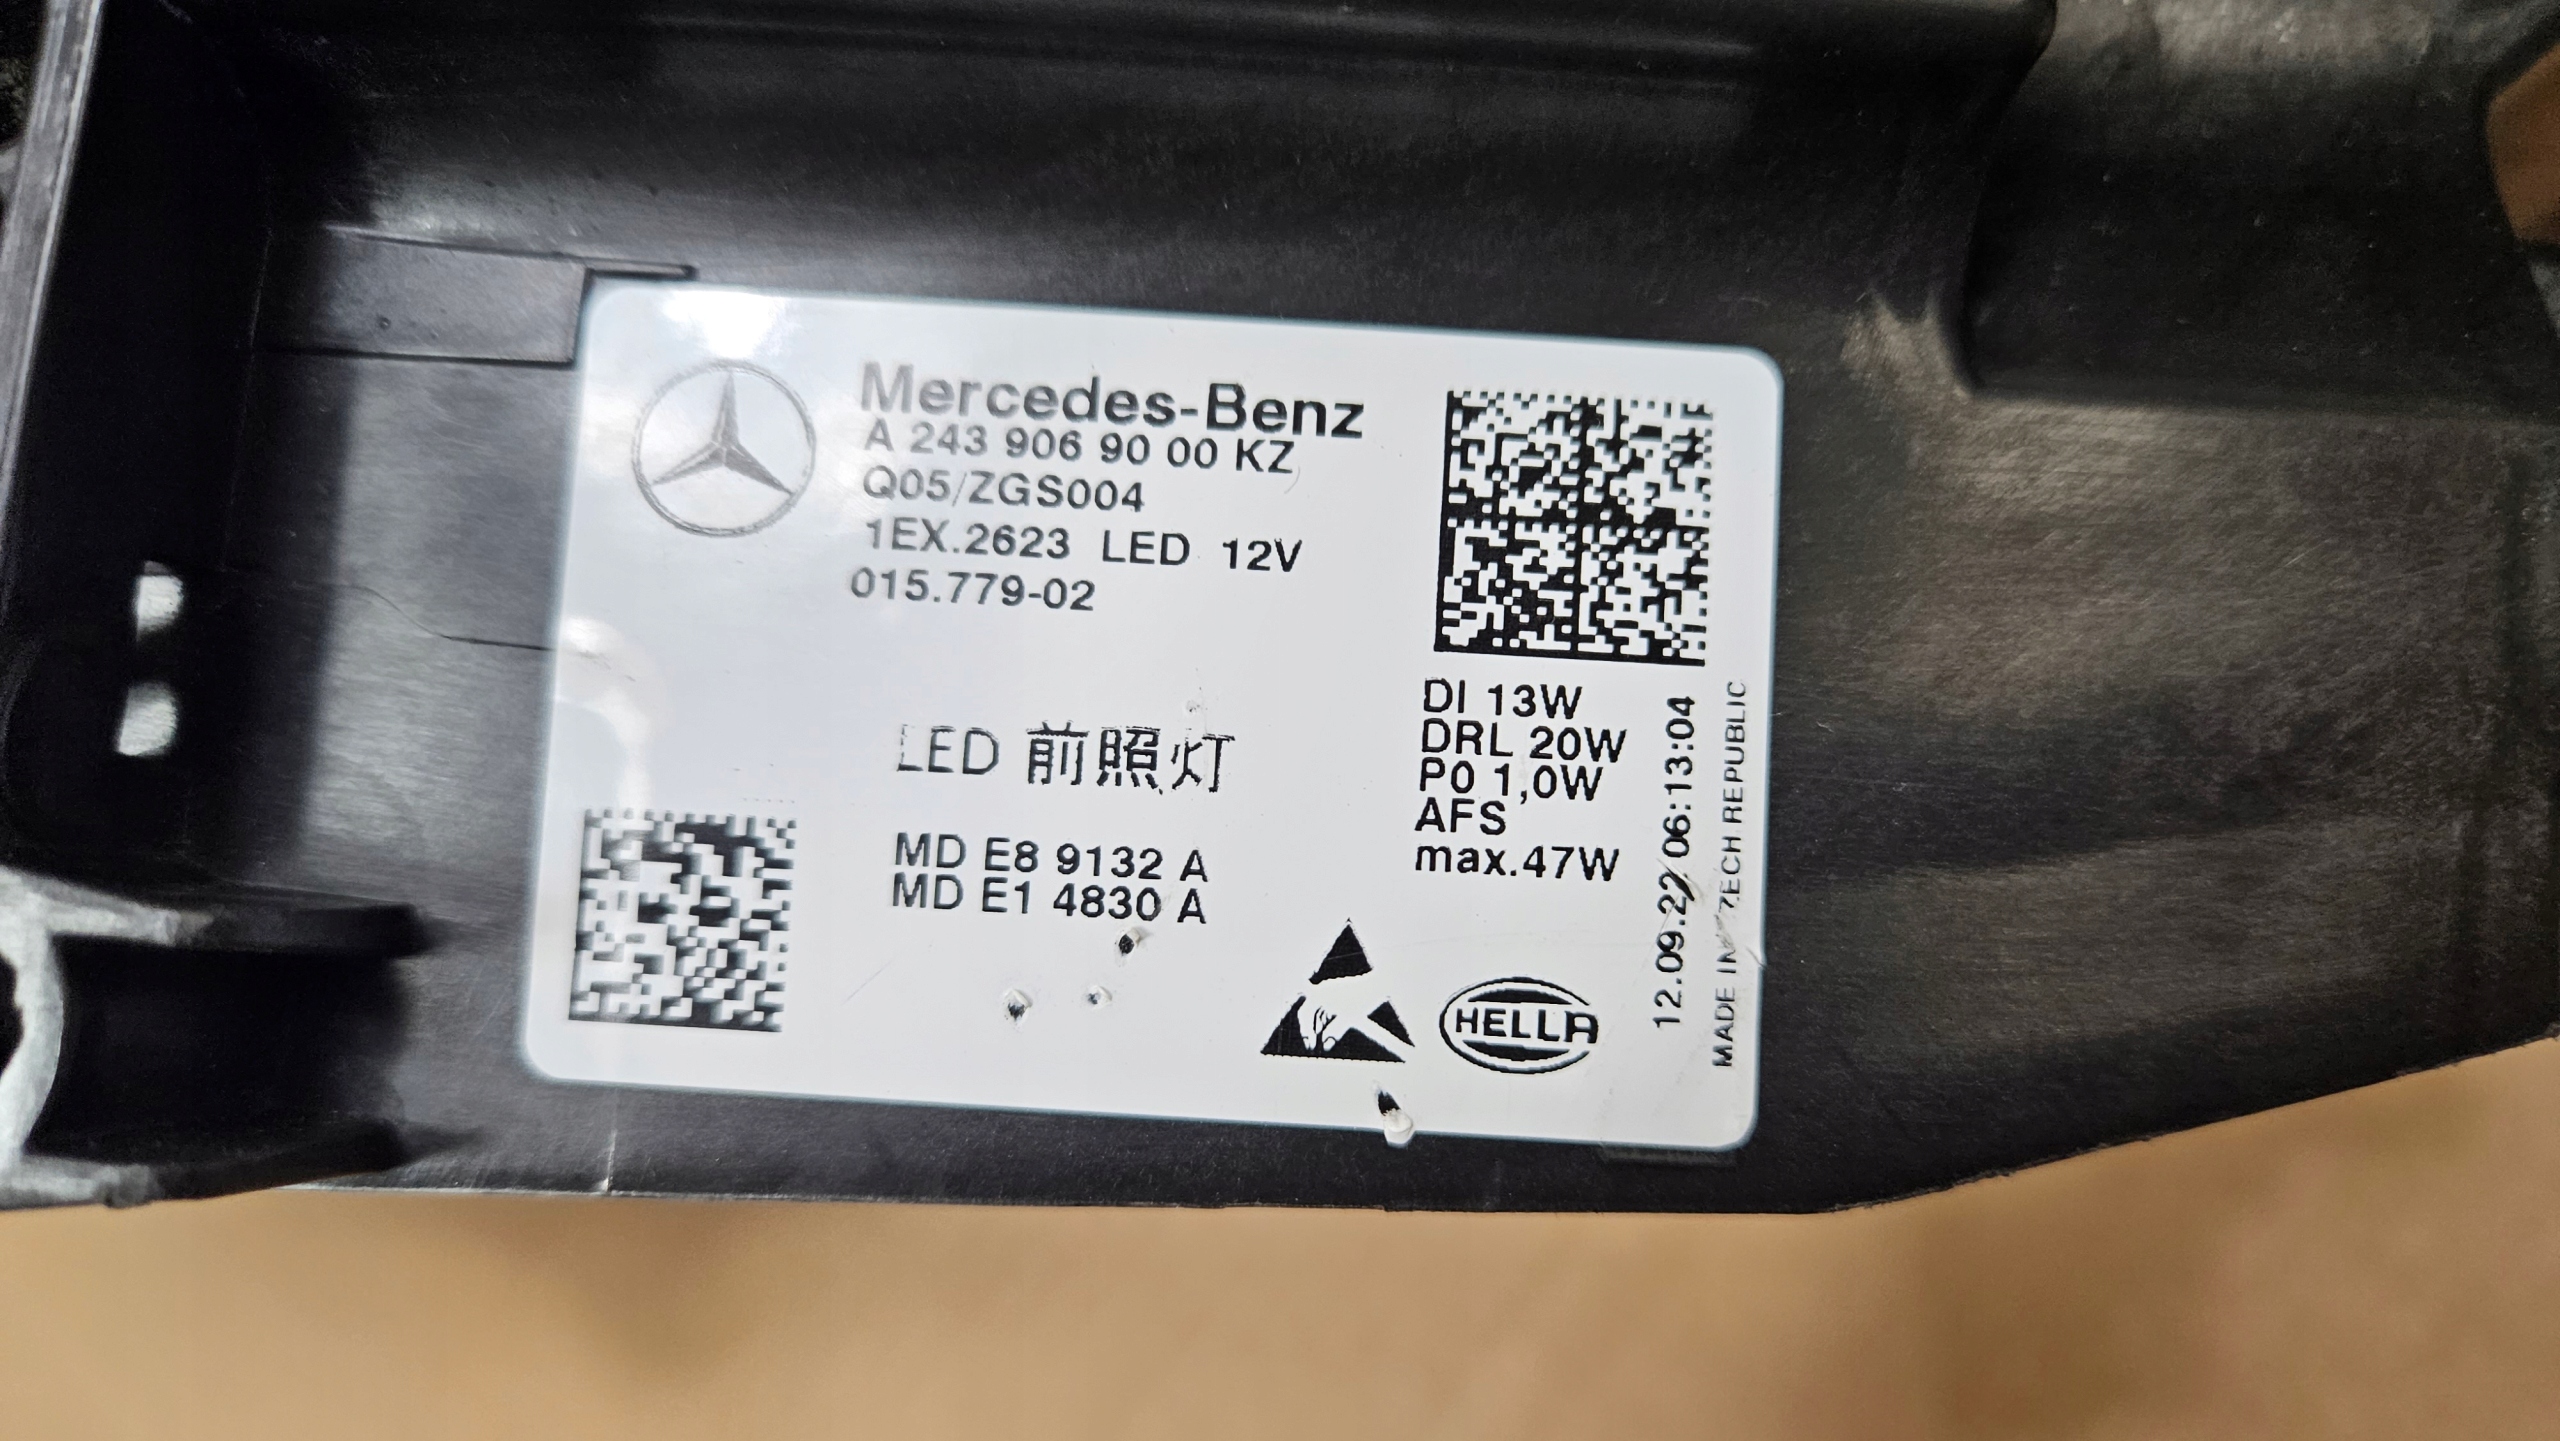 Mercedes-Benz
A 243 906 90 00 KZ
Q05/ZGS004
1EX.2623 LED 12V
015.779-02
LED 前照灯
MD E8 9132 A
MD E1 4830 A
DI 13W
DRL 20W
PO 1,0W
AFS
max.47W
HELLA
12.09.22/06:13:04
MADE IN CZECH REPUBLIC